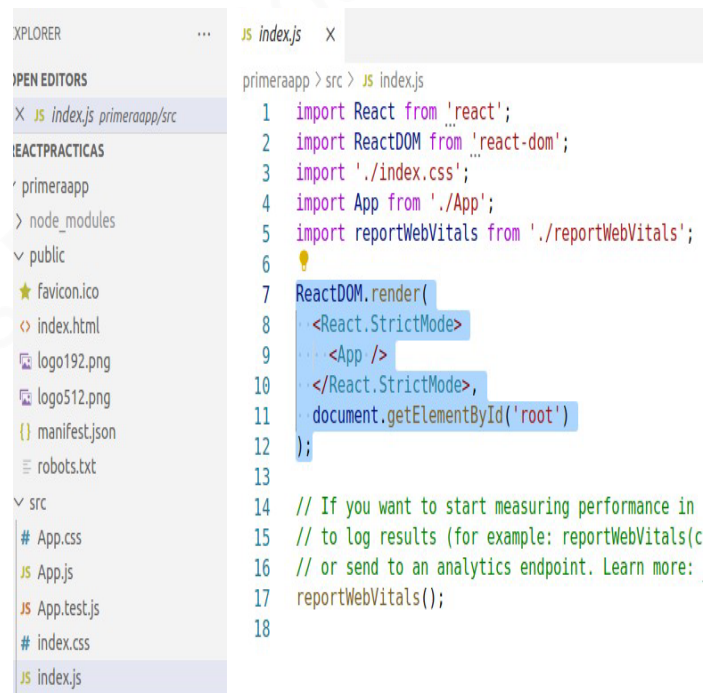 XPLORER ...
OPEN EDITORS
X JS index.js primeraapp/src
REACTPRACTICAS
primeraapp
> node_modules
public
favicon.ico
<> index.html
logo192.png
logo512.png
{} manifest.json
robots.txt
src
# App.css
JS App.js
JS App.test.js
# index.css
JS index.js
JS index.js X
primeraapp > src > JS index.js
1 import React from 'react';
2 import ReactDOM from 'react-dom';
3 import './index.css';
4 import App from './App';
5 import reportWebVitals from './reportWebVitals';
6
7 ReactDOM.render(
8 <React.StrictMode>
9 <App />
10 </React.StrictMode>,
11 document.getElementById('root')
12 );
13
14 // If you want to start measuring performance in
15 // to log results (for example: reportWebVitals(c
16 // or send to an analytics endpoint. Learn more:
17 reportWebVitals();
18